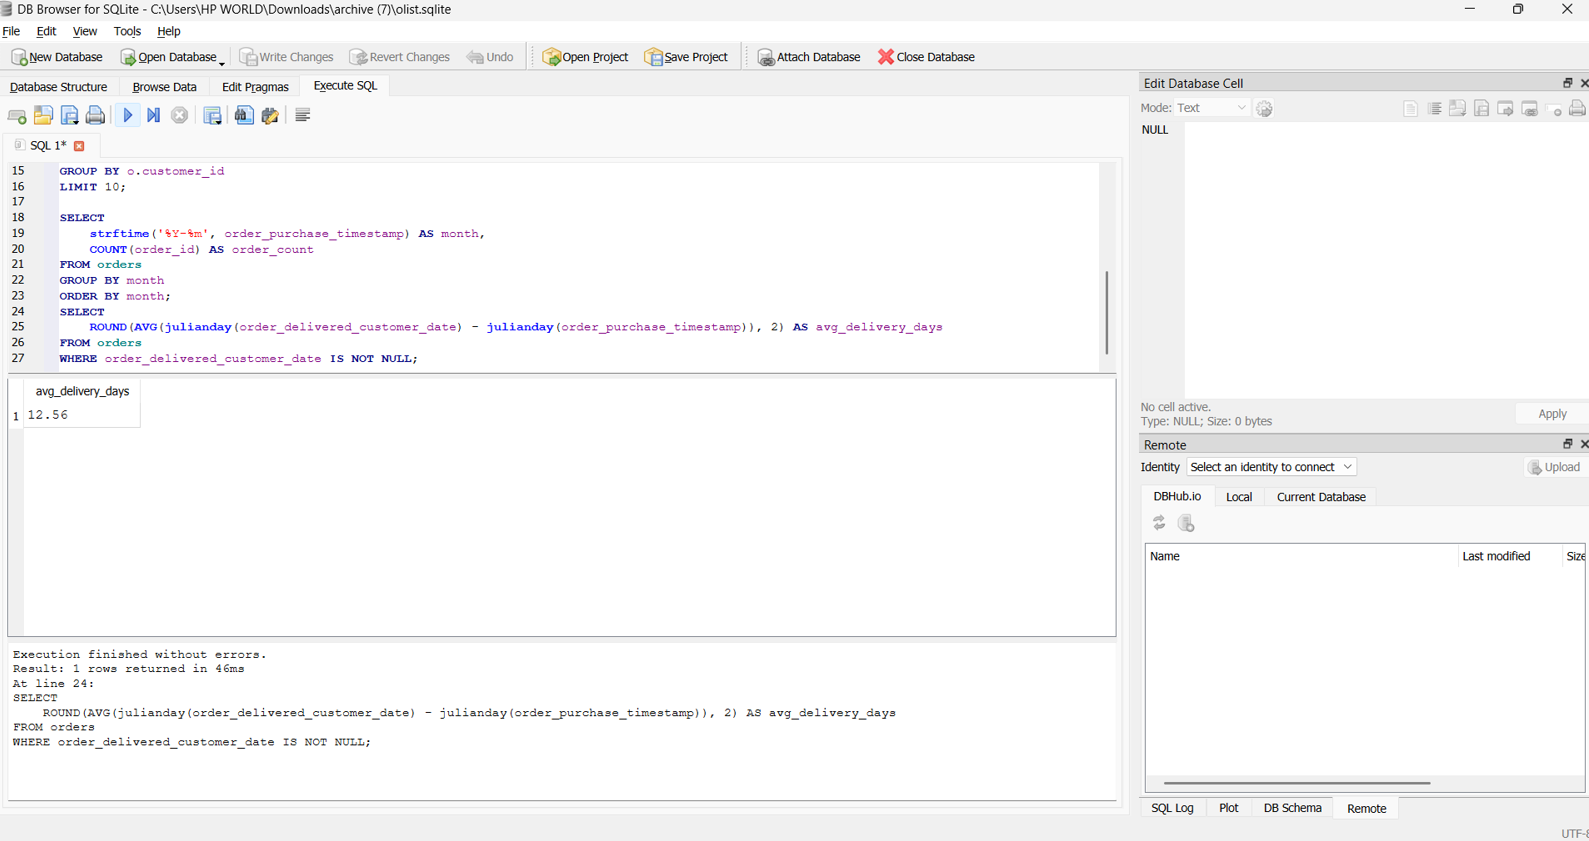 DB Browser for SQLite - C:\Users\HP WORLD\Downloads\archive (7)\olist.sqlite
File Edit View Tools Help
New Database Open Database Write Changes Revert Changes Undo Open Project Save Project Attach Database Close Database
Database Structure Browse Data Edit Pragmas Execute SQL
SQL 1*
15 GROUP BY o.customer_id
16 LIMIT 10;
17
18 SELECT
19 strftime('%Y-%m', order_purchase_timestamp) AS month,
20 COUNT(order_id) AS order_count
21 FROM orders
22 GROUP BY month
23 ORDER BY month;
24 SELECT
25 ROUND(AVG(julianday(order_delivered_customer_date) - julianday(order_purchase_timestamp)), 2) AS avg_delivery_days
26 FROM orders
27 WHERE order_delivered_customer_date IS NOT NULL;
avg_delivery_days
1 12.56
Execution finished without errors.
Result: 1 rows returned in 46ms
At line 24:
SELECT
ROUND(AVG(julianday(order_delivered_customer_date) - julianday(order_purchase_timestamp)), 2) AS avg_delivery_days
FROM orders
WHERE order_delivered_customer_date IS NOT NULL;
Edit Database Cell
Mode: Text
NULL
No cell active.
Type: NULL; Size: 0 bytes
Apply
Remote
Identity Select an identity to connect Upload
DBHub.io Local Current Database
Name Last modified Size
SQL Log Plot DB Schema Remote
UTF-8